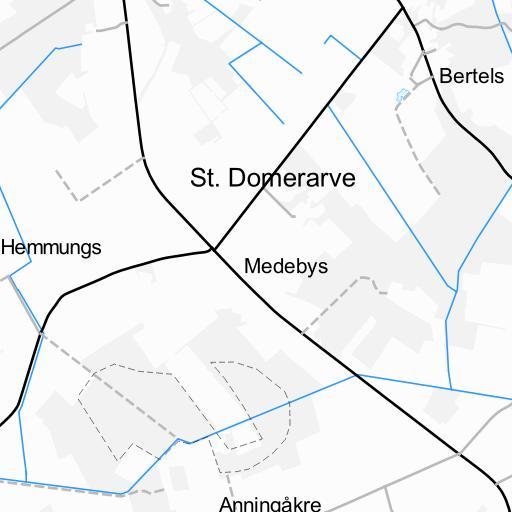 Bertels
St. Domerarve
Hemmungs
Medebys
Anningåkre